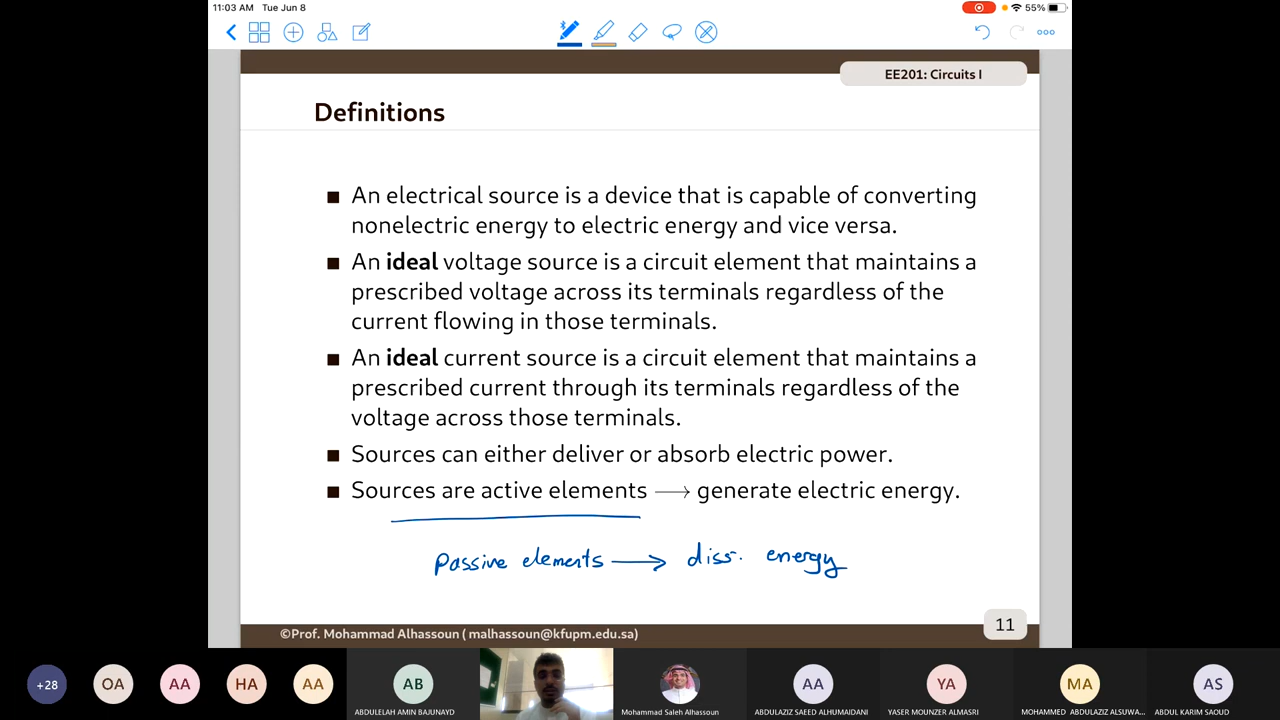 11:03 AM Tue Jun 8
55%
EE201: Circuits I
Definitions
An electrical source is a device that is capable of converting
nonelectric energy to electric energy and vice versa.
An ideal voltage source is a circuit element that maintains a
prescribed voltage across its terminals regardless of the
current flowing in those terminals.
An ideal current source is a circuit element that maintains a
prescribed current through its terminals regardless of the
voltage across those terminals.
Sources can either deliver or absorb electric power.
Sources are active elements → generate electric energy.
passive elements → diss. energy
©Prof. Mohammad Alhassoun ( malhassoun@kfupm.edu.sa)
11
+28 OA AA HA AA AB AA YA MA AS
ABDULELAH AMIN BAJUNAYD Mohammad Saleh Alhassoun ABDULAZIZ SAEED ALHUMAIDANI YASER MOUNZER ALMASRI MOHAMMED ABDULAZIZ ALSUWA... ABDUL KARIM SAOUD